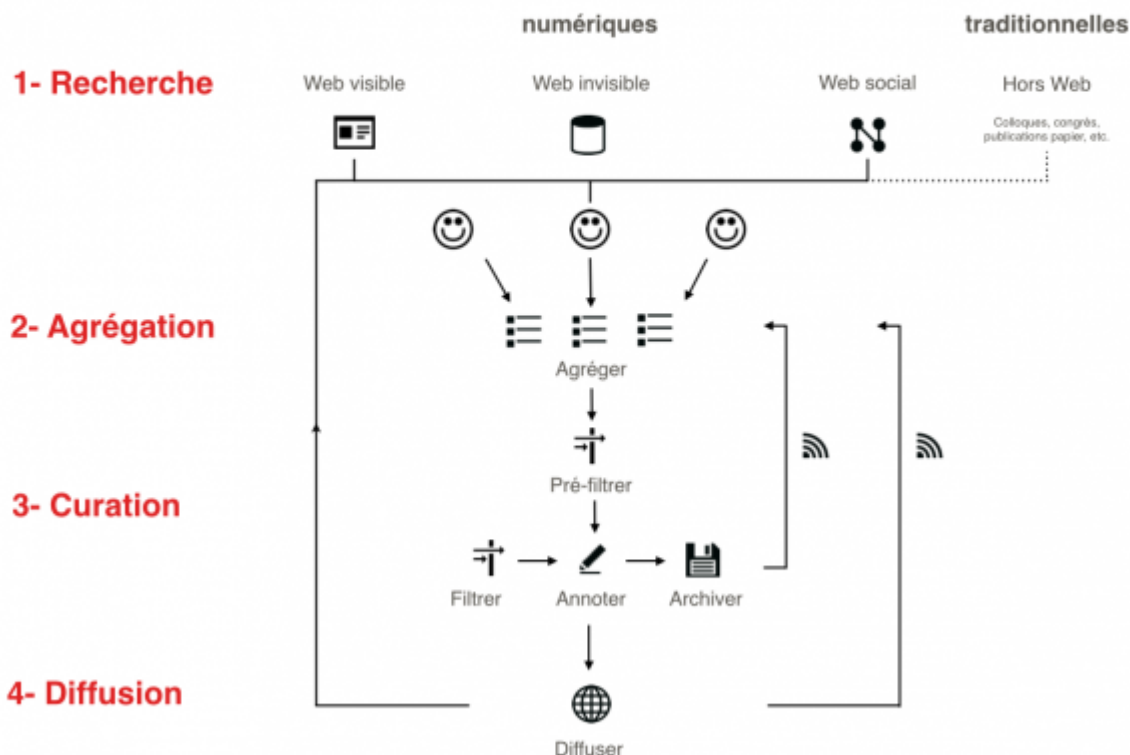 numériques
traditionnelles
1- Recherche
Web visible
Web invisible
Web social
Hors Web
Colloques, congrès,
publications papier, etc.
2- Agrégation
Agréger
Pré-filtrer
3- Curation
Filtrer
Annoter
Archiver
4- Diffusion
Diffuser